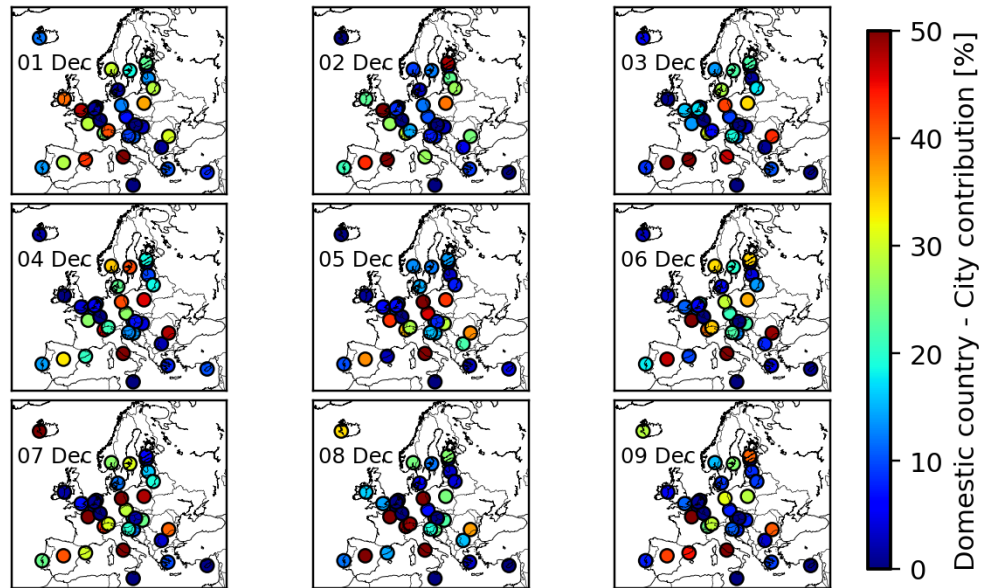 01 Dec
02 Dec
03 Dec
04 Dec
05 Dec
06 Dec
07 Dec
08 Dec
09 Dec
50
40
30
20
10
0
Domestic country - City contribution [%]